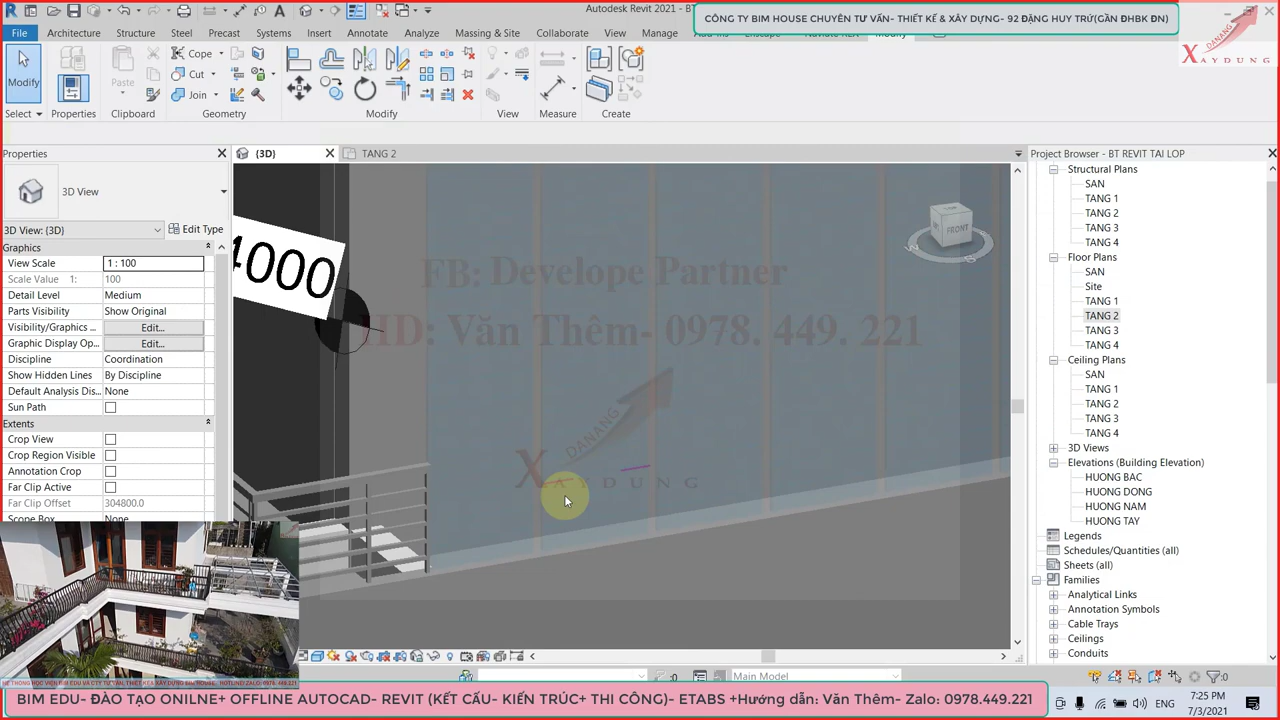 Autodesk Revit 2021 - B
CÔNG TY BIM HOUSE CHUYÊN TƯ VẤN- THIẾT KẾ & XÂY DỰNG- 92 ĐẶNG HUY TRỨ(GẦN ĐHBK ĐN)
XAYDUNG
File Architecture Structure Steel Precast Systems Insert Annotate Analyze Massing & Site Collaborate View Manage Modify
Modify Paste Cope Cut Join
Select Properties Clipboard Geometry Modify View Measure Create
Properties (3D) TANG 2 Project Browser - BT REVIT TAI LOP
3D View
3D View: {3D} Edit Type
Graphics
View Scale 1 : 100
Scale Value 1: 100
Detail Level Medium
Parts Visibility Show Original
Visibility/Graphics ... Edit...
Graphic Display Op... Edit...
Discipline Coordination
Show Hidden Lines By Discipline
Default Analysis Dis... None
Sun Path
Extents
Crop View
Crop Region Visible
Annotation Crop
Far Clip Active
Far Clip Offset 304800.0
Scope Box None
4000
FRONT
FB: Develope Partner
HD: Văn Thêm- 0978. 449. 221
DANANG
XAYDUNG
Structural Plans
SAN
TANG 1
TANG 2
TANG 3
TANG 4
Floor Plans
SAN
Site
TANG 1
TANG 2
TANG 3
TANG 4
Ceiling Plans
SAN
TANG 1
TANG 2
TANG 3
TANG 4
3D Views
Elevations (Building Elevation)
HUONG BAC
HUONG DONG
HUONG NAM
HUONG TAY
Legends
Schedules/Quantities (all)
Sheets (all)
Families
Analytical Links
Annotation Symbols
Cable Trays
Ceilings
Conduits
:0 Main Model
BIM EDU- ĐÀO TẠO ONILNE+ OFFLINE AUTOCAD- REVIT (KẾT CẤU- KIẾN TRÚC+ THI CÔNG)- ETABS +Hướng dẫn: Văn Thêm- Zalo: 0978.449.221
ENG
7:25 PM
7/3/2021